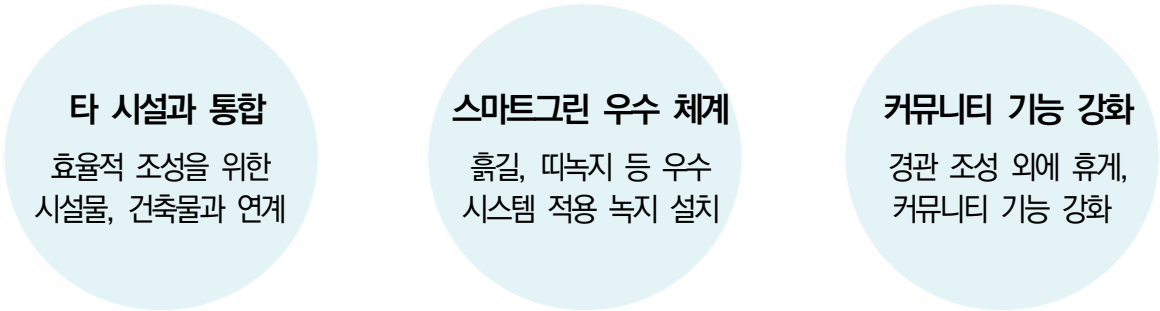 타 시설과 통합
효율적 조성을 위한
시설물, 건축물과 연계
스마트그린 우수 체계
흙길, 띠녹지 등 우수
시스템 적용 녹지 설치
커뮤니티 기능 강화
경관 조성 외에 휴게,
커뮤니티 기능 강화